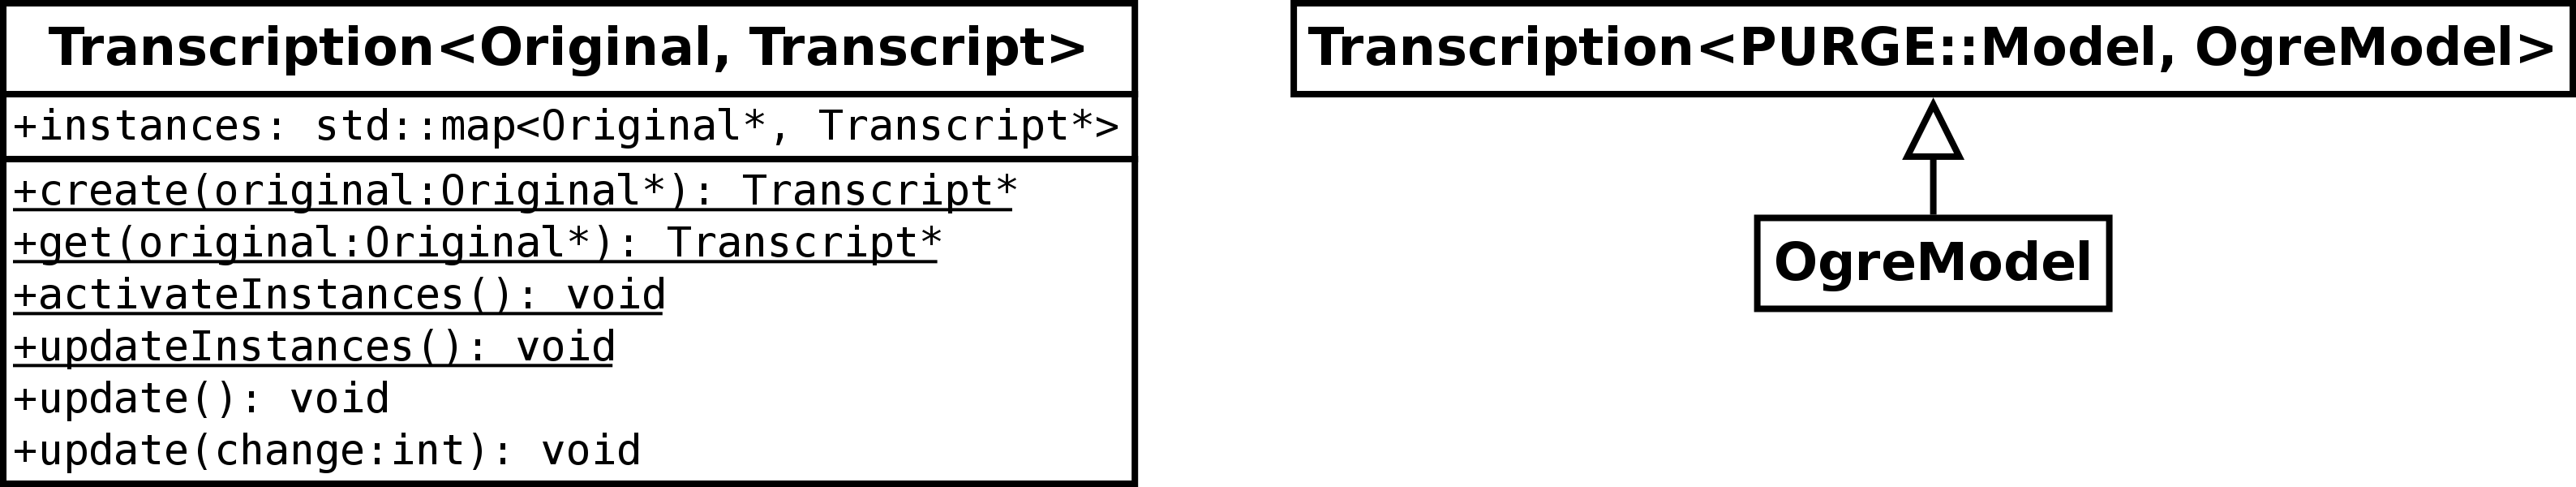 Transcription<Original, Transcript>
+instances: std::map<Original*, Transcript*>
+create(original:Original*): Transcript*
+get(original:Original*): Transcript*
+activateInstances(): void
+updateInstances(): void
+update(): void
+update(change:int): void
Transcription<PURGE::Model, OgreModel>
OgreModel